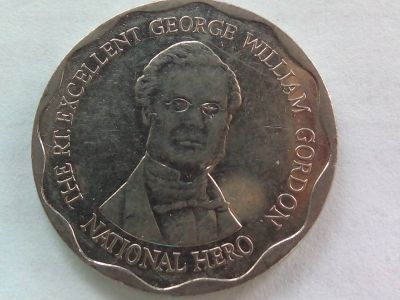 THE RT. EXCELLENT GEORGE WILLIAM GORDON
NATIONAL HERO